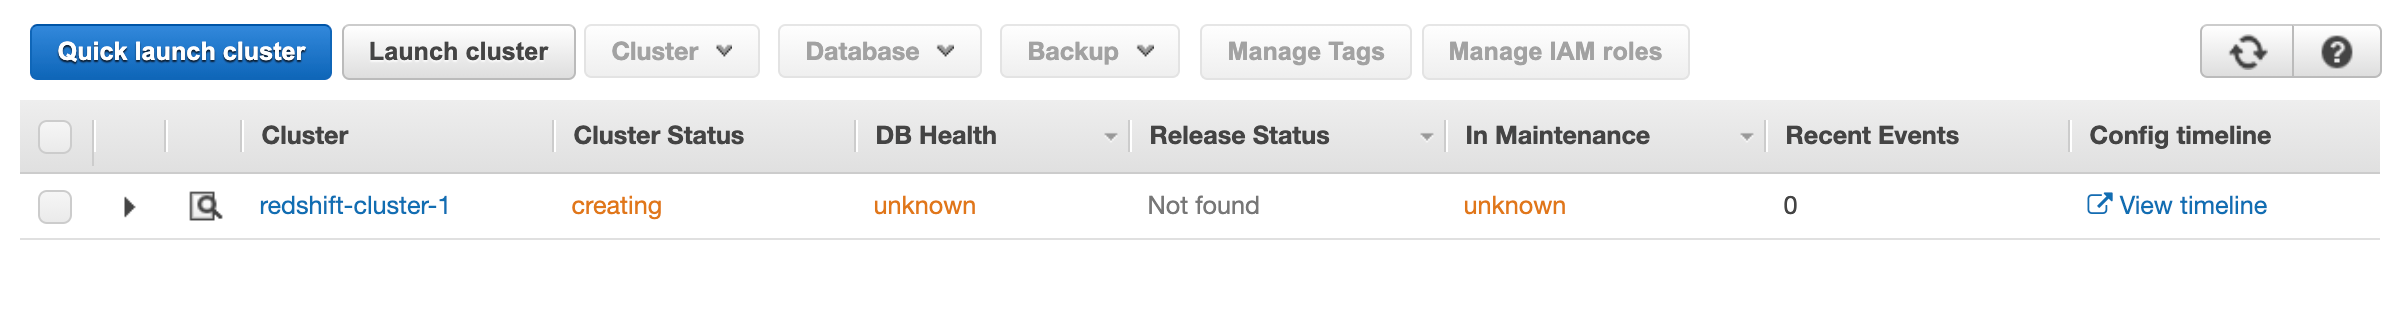 Quick launch cluster Launch cluster Cluster Database Backup Manage Tags Manage IAM roles ?
Cluster Cluster Status DB Health Release Status In Maintenance Recent Events Config timeline
redshift-cluster-1 creating unknown Not found unknown 0 View timeline